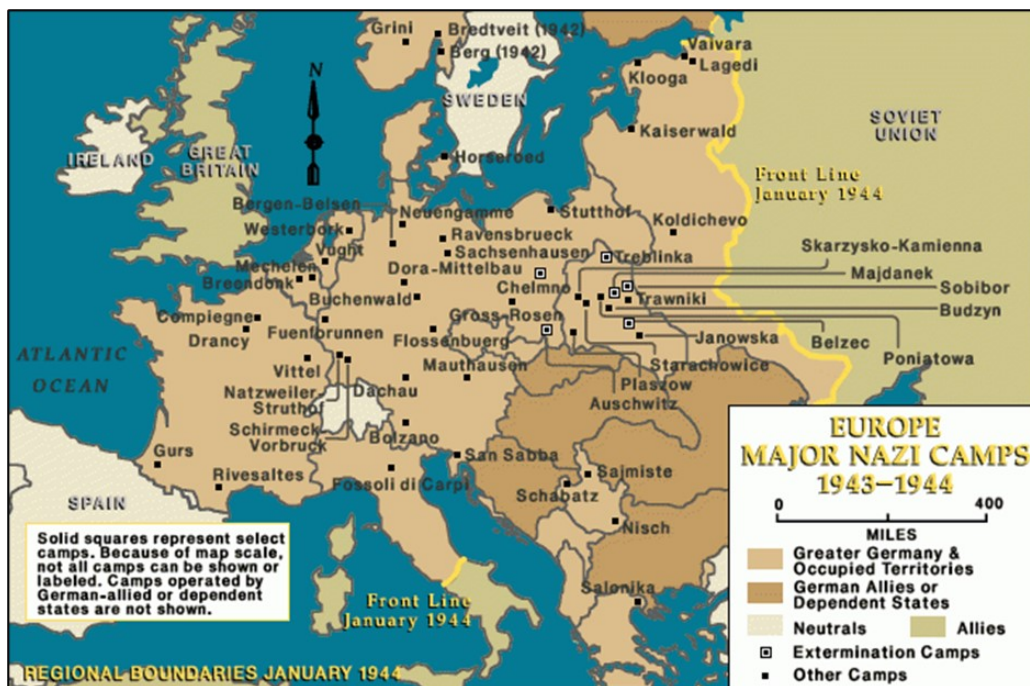 Grini
Bredtveit (1942)
Berg (1942)
Vaivara
Lagedi
Klooga
N
SWEDEN
SOVIET
UNION
Kaiserwald
IRELAND
GREAT
BRITAIN
Horseroed
Front Line
January 1944
Bergen-Belsen
Neuengamme
Stutthof
Koldichevo
Westerbork
Ravensbrueck
Skarzysko-Kamienna
Vught
Sachsenhausen
Treblinka
Majdanek
Mechelen
Dora-Mittelbau
Sobibor
Breendonk
Chelmno
Buchenwald
Trawniki
Budzyn
Compiegne
Gross-Rosen
Fuenfbrunnen
Drancy
Flossenbuerg
Janowska
Belzec
ATLANTIC
OCEAN
Poniatowa
Vittel
Mauthausen
Starachowice
Natzweiler
Struthof
Dachau
Plaszow
Auschwitz
Schirmeck
Vorbruck
Bolzano
Gurs
San Sabba
Rivesaltes
Fossoli di Carpi
Sajmiste
Schabatz
SPAIN
Nisch
Salonika
Solid squares represent select
camps. Because of map scale,
not all camps can be shown or
labeled. Camps operated by
German-allied or dependent
states are not shown.
Front Line
January 1944
REGIONAL BOUNDARIES JANUARY 1944
EUROPE
MAJOR NAZI CAMPS
1943–1944
0 400
MILES
Greater Germany &
Occupied Territories
German Allies or
Dependent States
Neutrals Allies
Extermination Camps
Other Camps